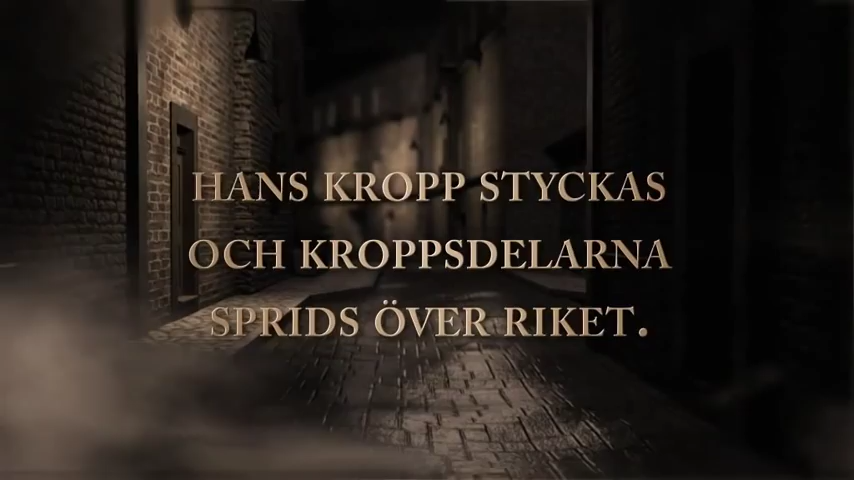 HANS KROPP STYCKAS
OCH KROPPSDELARNA
SPRIDS ÖVER RIKET.